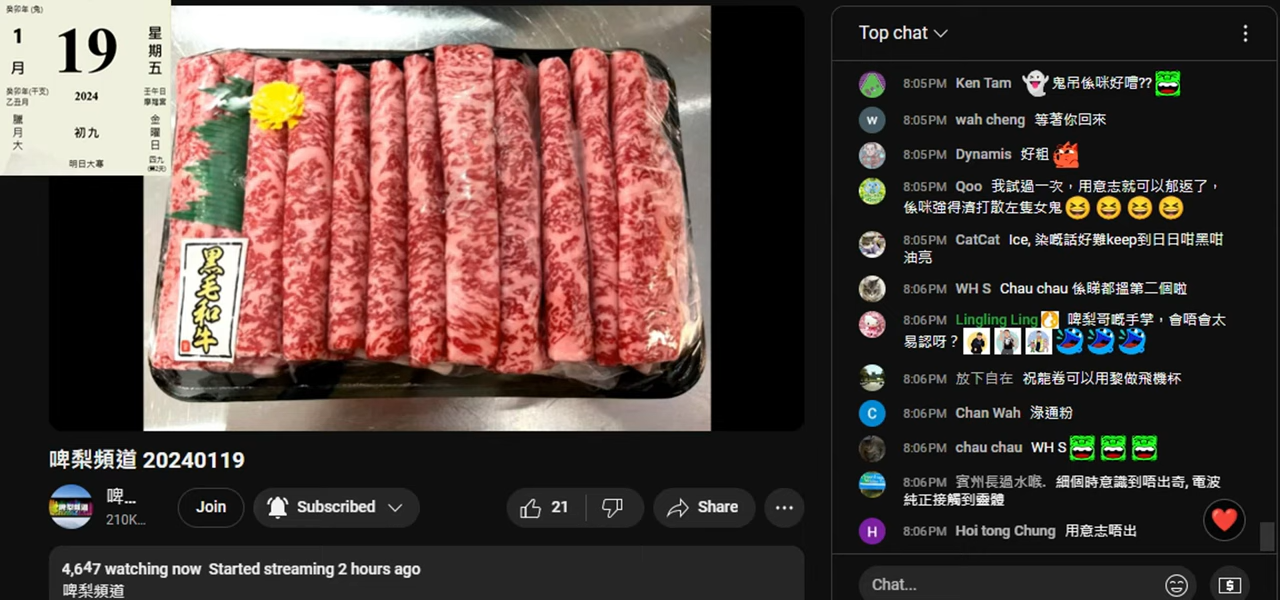 癸卯年 (兔)
1
月
19
星
期
五
癸卯年(干支)
乙丑月
2024
壬午日
臘
月
大
初九
金
曜
日
明日大寒
四九
黑毛和牛
啤梨頻道 20240119
啤...
210K...
Join
Subscribed
21
Share
4,647 watching now Started streaming 2 hours ago
啤梨頻道
Top chat
8:05PM Ken Tam 鬼吊係咪好嘈??
W
8:05PM wah cheng 等著你回來
8:05PM Dynamis 好粗
8:05PM Qoo 我試過一次，用意志就可以郁返了，
係咪強得濟打散左隻女鬼
8:05PM CatCat Ice, 染嘅話好難keep到日日咁黑咁
油亮
8:06PM WH S Chau chau 係睇都搵第二個啦
8:06PM Lingling Ling 啤梨哥嘅手掌，會唔會太
易認呀？
8:06PM 放下自在 祝龍卷可以用黎做飛機杯
C
8:06PM Chan Wah 淥通粉
8:06PM chau chau WH S
8:06PM 賓州長過水喉. 細個時意識到唔出奇, 電波
純正接觸到靈體
H
8:06PM Hoi tong Chung 用意志唔出
Chat...
$